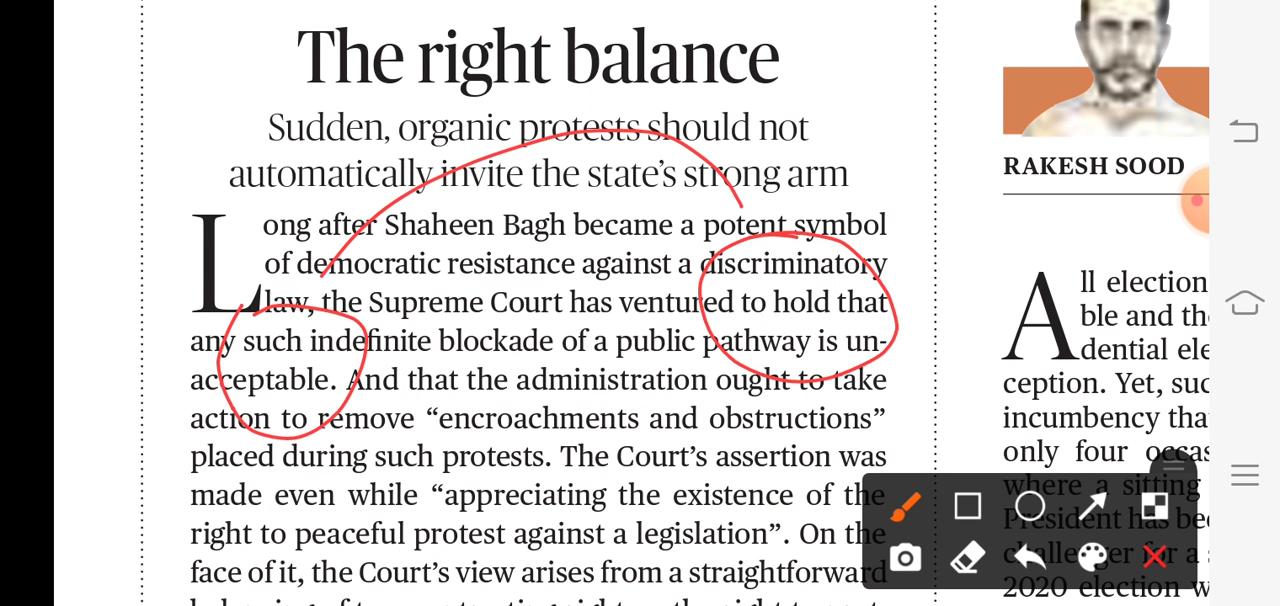 The right balance
Sudden, organic protests should not
automatically invite the state's strong arm
Long after Shaheen Bagh became a potent symbol
of democratic resistance against a discriminatory
law, the Supreme Court has ventured to hold that
any such indefinite blockade of a public pathway is un-
acceptable. And that the administration ought to take
action to remove “encroachments and obstructions”
placed during such protests. The Court's assertion was
made even while “appreciating the existence of the
right to peaceful protest against a legislation”. On the
face of it, the Court's view arises from a straightforward
RAKESH SOOD
All election
ble and th
dential ele
ception. Yet, suc
incumbency tha
only four occas
where a sitting
President has bee
challenger for a
2020 election w